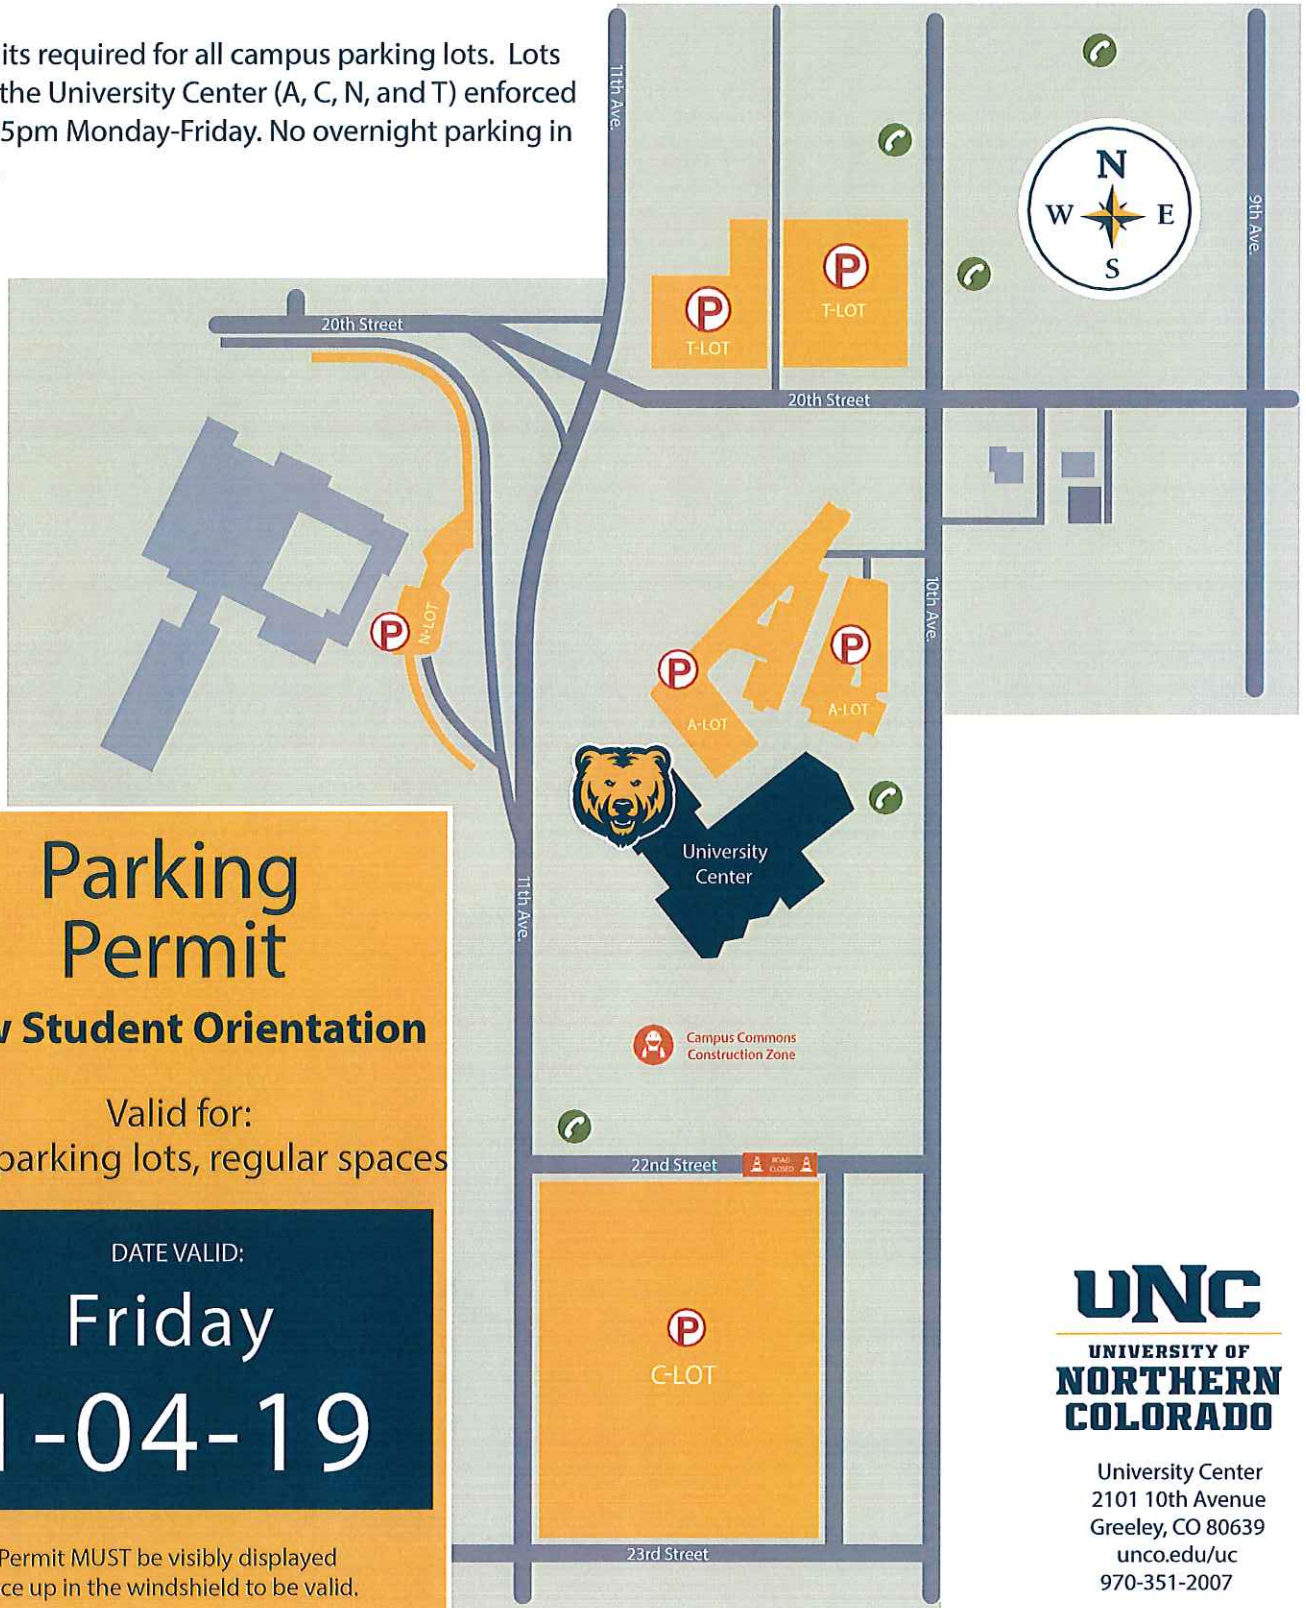 its required for all campus parking lots. Lots
the University Center (A, C, N, and T) enforced
5pm Monday-Friday. No overnight parking in
11th Ave.
N
W E
S
9th Ave.
P
T-LOT
P
T-LOT
20th Street
20th Street
10th Ave.
P
N-LOT
P
A-LOT
P
A-LOT
University
Center
11th Ave.
Parking
Permit
Student Orientation
Valid for:
parking lots, regular spaces
DATE VALID:
Friday
1-04-19
Permit MUST be visibly displayed
ce up in the windshield to be valid.
Campus Commons
Construction Zone
22nd Street
ROAD
CLOSED
P
C-LOT
23rd Street
UNC
UNIVERSITY OF
NORTHERN
COLORADO
University Center
2101 10th Avenue
Greeley, CO 80639
unco.edu/uc
970-351-2007